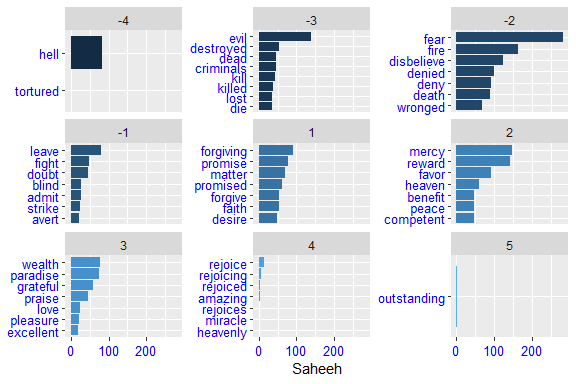 -4
hell
tortured
-3
evil
destroyed
dead
criminals
kill
killed
lost
die
-2
fear
fire
disbelieve
denied
deny
death
wronged
-1
leave
fight
doubt
blind
admit
strike
avert
1
forgiving
promise
matter
promised
forgive
faith
desire
2
mercy
reward
favor
heaven
benefit
peace
competent
3
wealth
paradise
grateful
praise
love
pleasure
excellent
0 100 200
4
rejoice
rejoicing
rejoiced
amazing
rejoices
miracle
heavenly
0 100 200
5
outstanding
0 100 200
Saheeh